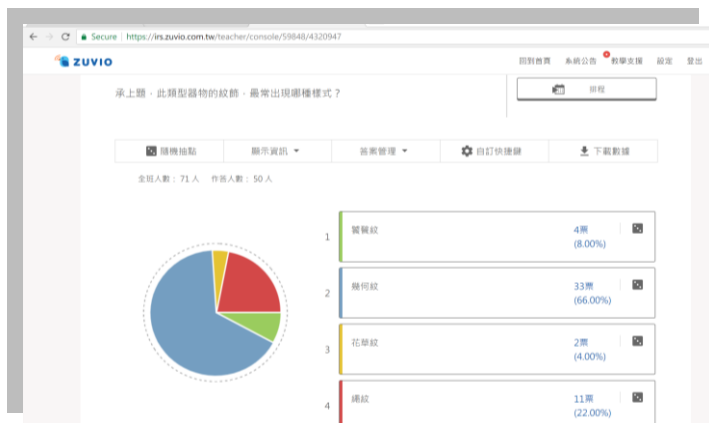 Secure | https://irs.zuvio.com.tw/teacher/console/59848/4320947
ZUVIO
回到首頁 系統公告 教學支援 設定 登出
承上題，此類型器物的紋飾，最常出現哪種樣式？
排程
隨機抽點 顯示資訊 答案管理 自訂快捷鍵 下載數據
全班人數： 71 人 作答人數： 50 人
1 饕餮紋 4票
(8.00%)
2 幾何紋 33票
(66.00%)
3 花草紋 2票
(4.00%)
4 繩紋 11票
(22.00%)